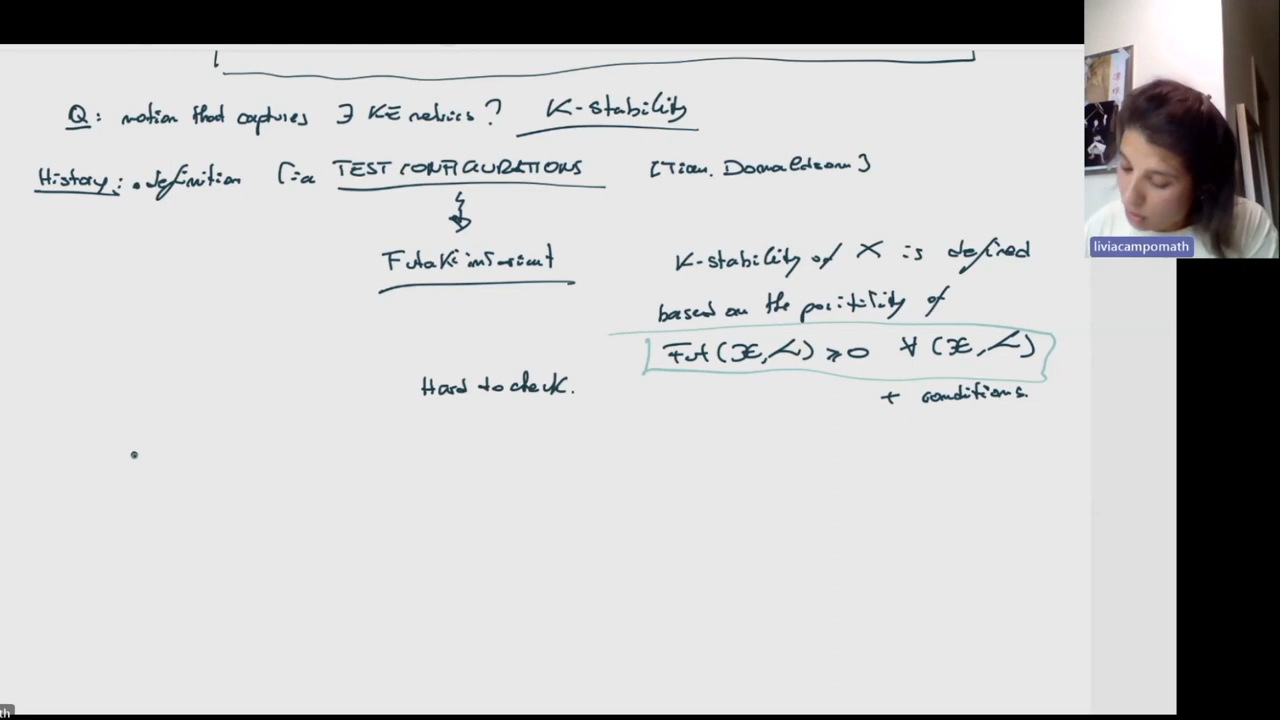 Q: notion that captures ∃ KE metrics? K-stability
History: • definition via TEST CONFIGURATIONS [Tian, Donaldson]
Futaki invariant
K-stability of X is defined
based on the positivity of
Fut(𝒳, ℒ) ≥ 0 ∀ (𝒳, ℒ)
Hard to check.
+ conditions.
liviacampomath
th